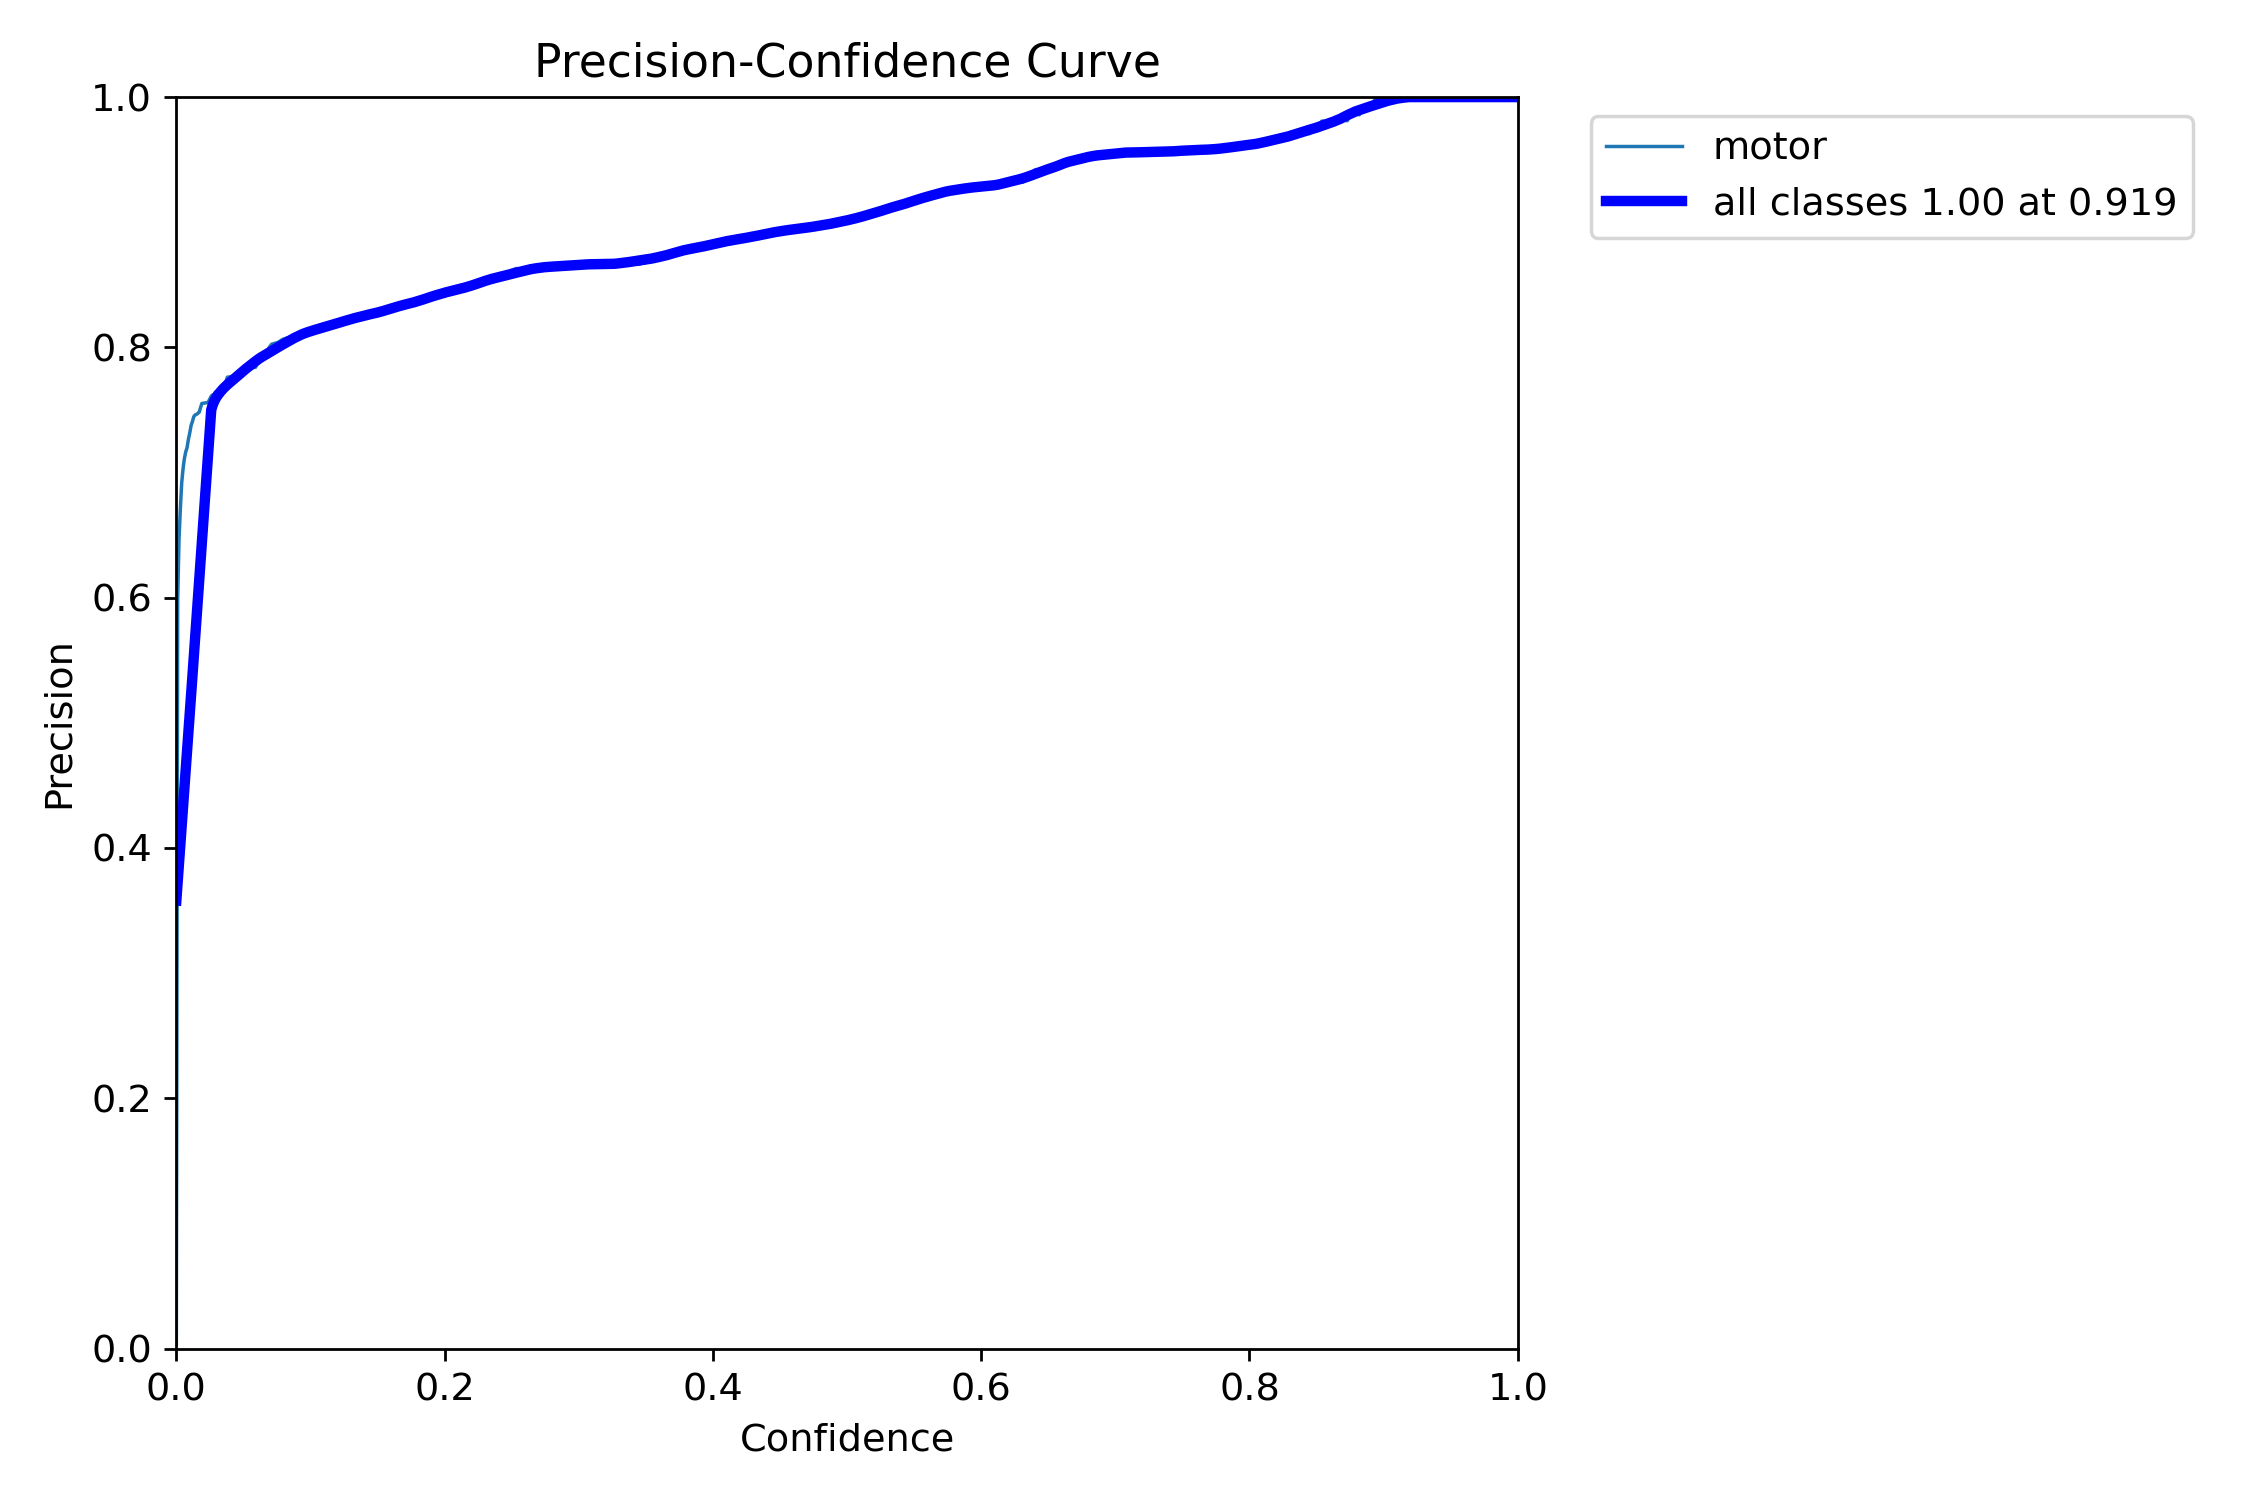 Precision-Confidence Curve
1.0
0.8
0.6
0.4
0.2
0.0
Precision
0.0 0.2 0.4 0.6 0.8 1.0
Confidence
motor
all classes 1.00 at 0.919